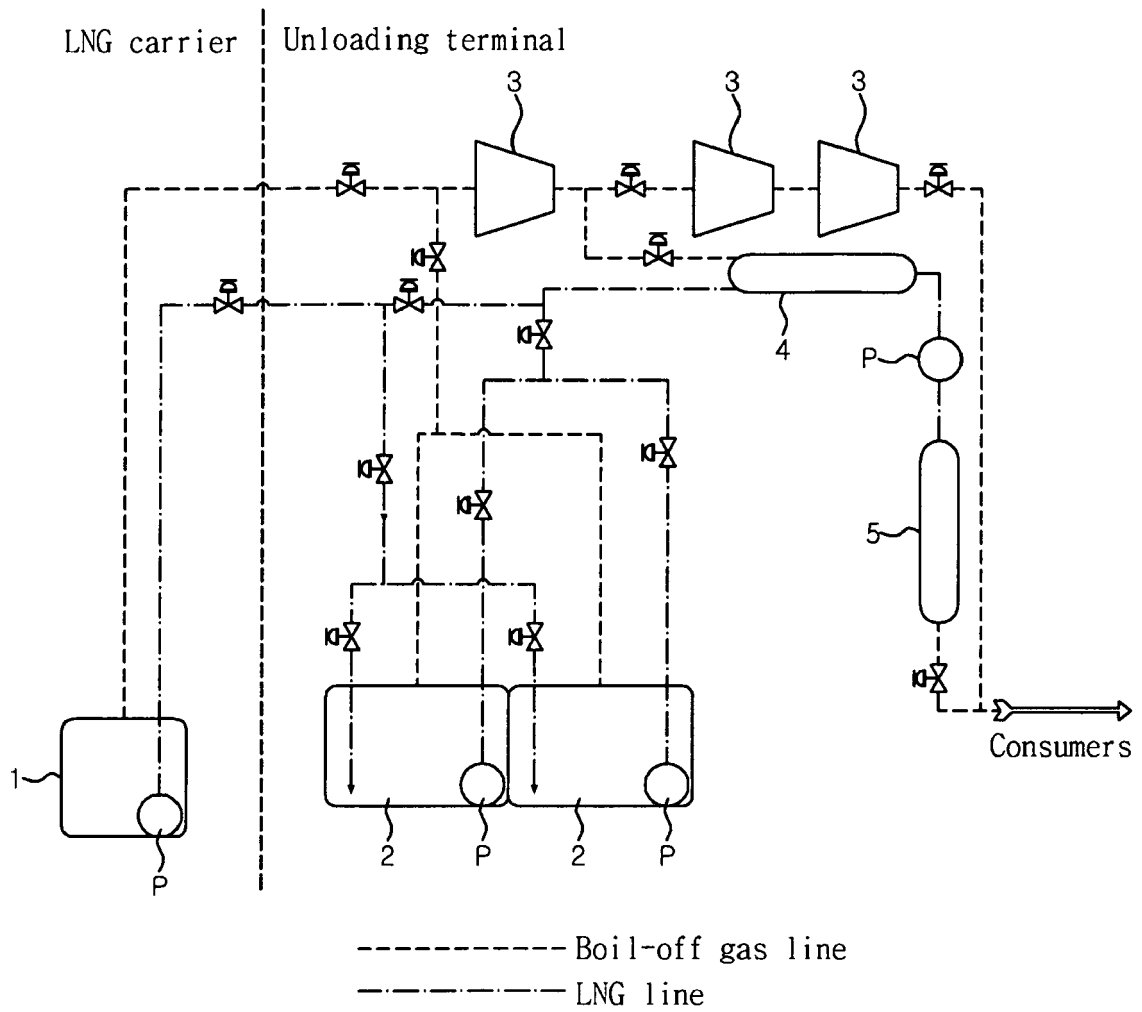 LNG carrier
Unloading terminal
3
3
3
4
P
5
1
Consumers
2
P
2
P
P
Boil-off gas line
LNG line